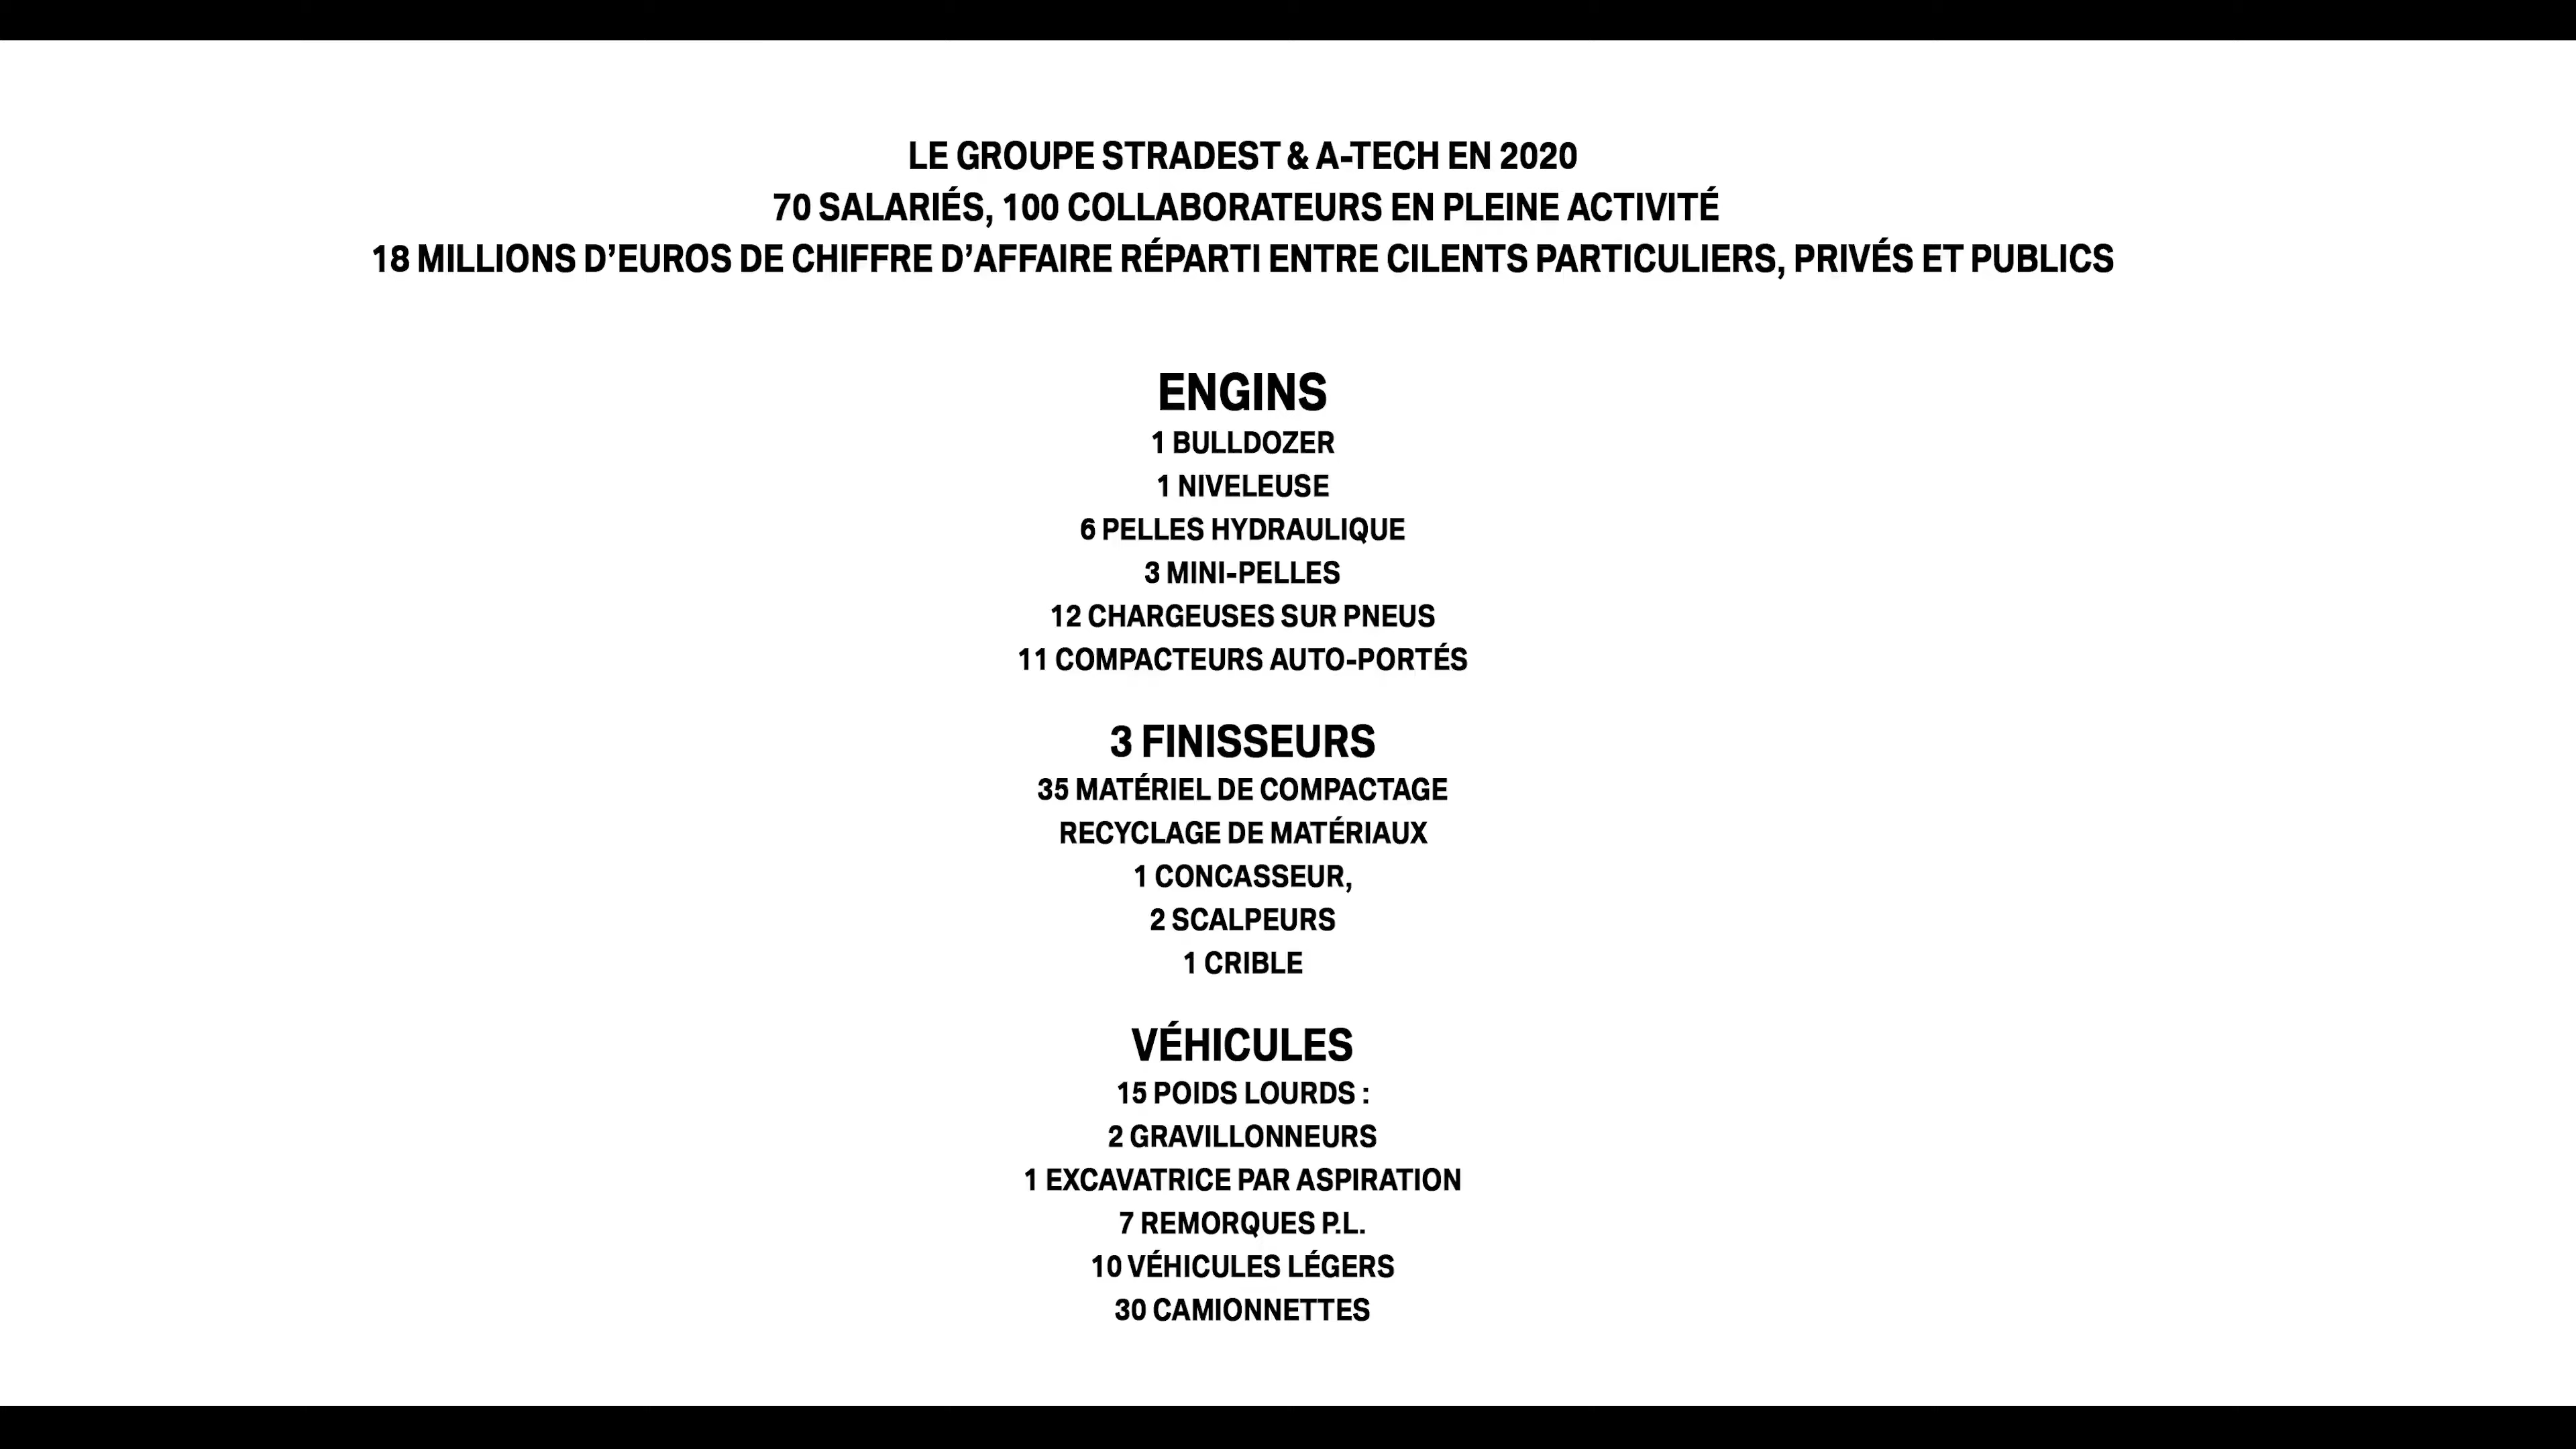 LE GROUPE STRADEST & A-TECH EN 2020
70 SALARIÉS, 100 COLLABORATEURS EN PLEINE ACTIVITÉ
18 MILLIONS D’EUROS DE CHIFFRE D’AFFAIRE RÉPARTI ENTRE CILENTS PARTICULIERS, PRIVÉS ET PUBLICS
ENGINS
1 BULLDOZER
1 NIVELEUSE
6 PELLES HYDRAULIQUE
3 MINI-PELLES
12 CHARGEUSES SUR PNEUS
11 COMPACTEURS AUTO-PORTÉS
3 FINISSEURS
35 MATÉRIEL DE COMPACTAGE
RECYCLAGE DE MATÉRIAUX
1 CONCASSEUR,
2 SCALPEURS
1 CRIBLE
VÉHICULES
15 POIDS LOURDS :
2 GRAVILLONNEURS
1 EXCAVATRICE PAR ASPIRATION
7 REMORQUES P.L.
10 VÉHICULES LÉGERS
30 CAMIONNETTES